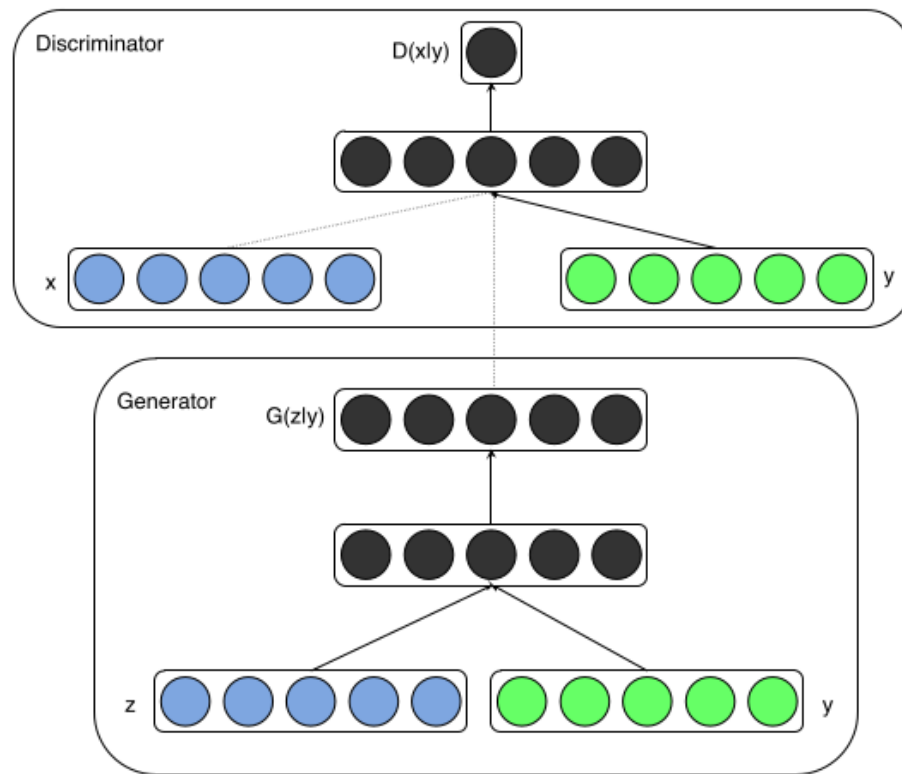 Discriminator
D(x|y)
x
y
Generator
G(z|y)
z
y